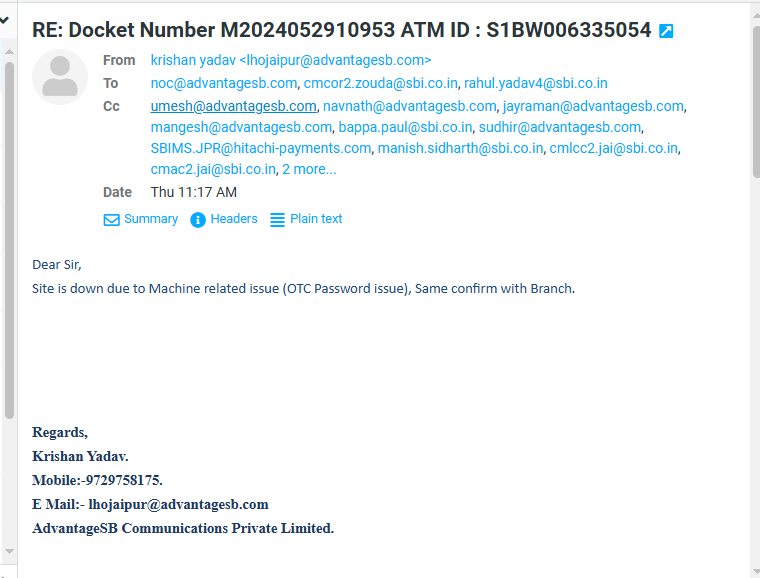 RE: Docket Number M2024052910953 ATM ID : S1BW006335054
From krishan yadav <lhojaipur@advantagesb.com>
To noc@advantagesb.com, cmcor2.zouda@sbi.co.in, rahul.yadav4@sbi.co.in
Cc umesh@advantagesb.com, navnath@advantagesb.com, jayraman@advantagesb.com,
mangesh@advantagesb.com, bappa.paul@sbi.co.in, sudhir@advantagesb.com,
SBIMS.JPR@hitachi-payments.com, manish.sidharth@sbi.co.in, cmlcc2.jai@sbi.co.in,
cmac2.jai@sbi.co.in, 2 more...
Date Thu 11:17 AM
Summary Headers Plain text
Dear Sir,
Site is down due to Machine related issue (OTC Password issue), Same confirm with Branch.
Regards,
Krishan Yadav.
Mobile:-9729758175.
E Mail:- lhojaipur@advantagesb.com
AdvantageSB Communications Private Limited.